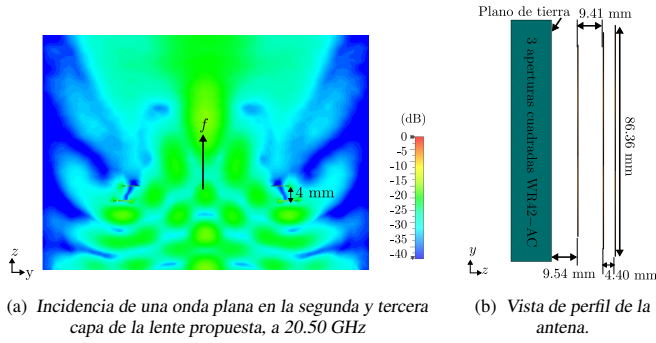 f
4 mm
(dB)
0
-5
-10
-15
-20
-25
-30
-35
-40
z
y
(a) Incidencia de una onda plana en la segunda y tercera
capa de la lente propuesta, a 20.50 GHz
Plano de tierra
9.41 mm
3 aperturas cuadradas WR42-AC
86.36 mm
y
z
9.54 mm
4.40 mm
(b) Vista de perfil de la
antena.